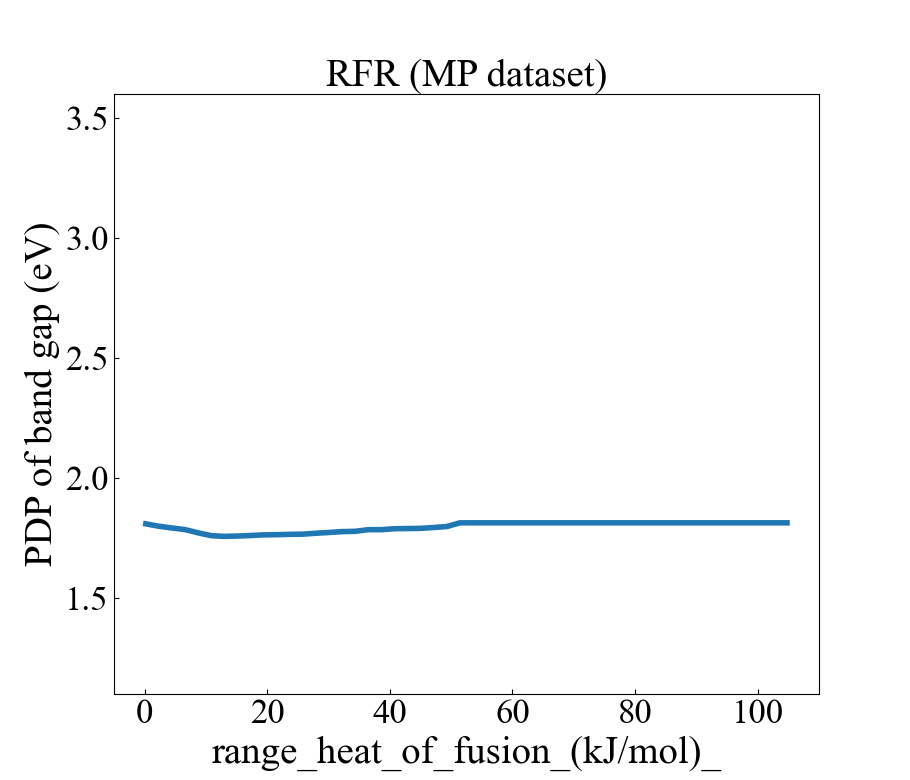 RFR (MP dataset)
PDP of band gap (eV)
3.5
3.0
2.5
2.0
1.5
0 20 40 60 80 100
range_heat_of_fusion_(kJ/mol)_